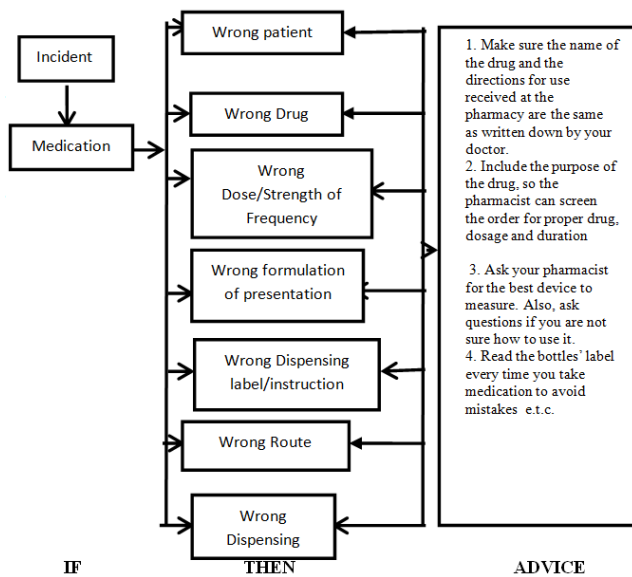 Incident
Medication
Wrong patient
Wrong Drug
Wrong
Dose/Strength of
Frequency
Wrong formulation
of presentation
Wrong Dispensing
label/instruction
Wrong Route
Wrong
Dispensing
1. Make sure the name of
the drug and the
directions for use
received at the
pharmacy are the same
as written down by your
doctor.
2. Include the purpose of
the drug, so the
pharmacist can screen
the order for proper drug,
dosage and duration
3. Ask your pharmacist
for the best device to
measure. Also, ask
questions if you are not
sure how to use it.
4. Read the bottles’ label
every time you take
medication to avoid
mistakes e.t.c.
IF
THEN
ADVICE